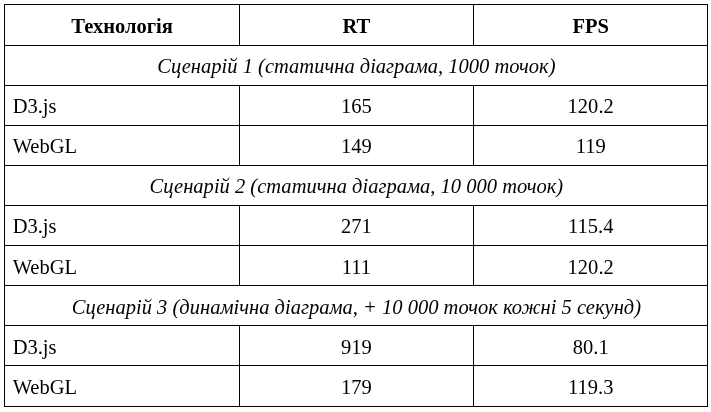 Технологія RT FPS
Сценарій 1 (статична діаграма, 1000 точок)
D3.js 165 120.2
WebGL 149 119
Сценарій 2 (статична діаграма, 10 000 точок)
D3.js 271 115.4
WebGL 111 120.2
Сценарій 3 (динамічна діаграма, + 10 000 точок кожні 5 секунд)
D3.js 919 80.1
WebGL 179 119.3